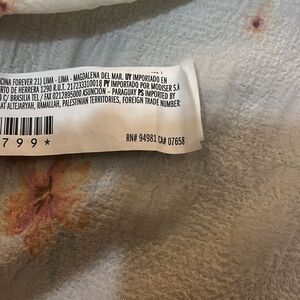 CINA FOREVER 21) LIMA - LIMA - MAGDALENA DEL MAR. UY IMPORTADO EN
RTO DE HERRERA 1290 R.U.T. 217233310018 PY IMPORTADO POR MODISER S.A
O C/ BRASILIA TEL / FAX 0212895000 ASUNCION - PARAGUAY PS IMPORTED BY
AT ALTEJARYAH, RAMALLAH, PALESTINIAN TERRITORIES, FOREIGN TRADE NUMBER:
RN# 94981 CA# 07658
799*